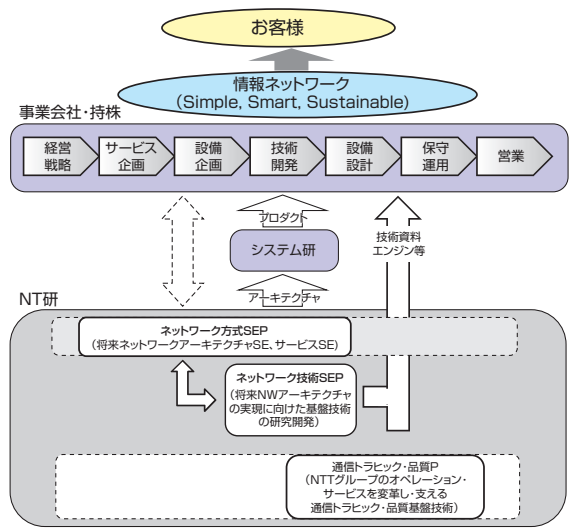 お客様
情報ネットワーク
(Simple, Smart, Sustainable)
事業会社・持株
経営
戦略
サービス
企画
設備
企画
技術
開発
設備
設計
保守
運用
営業
プロダクト
システム研
技術資料
エンジン等
アーキテクチャ
NT研
ネットワーク方式SEP
(将来ネットワークアーキテクチャSE、サービスSE)
ネットワーク技術SEP
(将来NWアーキテクチャ
の実現に向けた基盤技術
の研究開発)
通信トラヒック・品質P
(NTTグループのオペレーション・
サービスを変革し・支える
通信トラヒック・品質基盤技術)